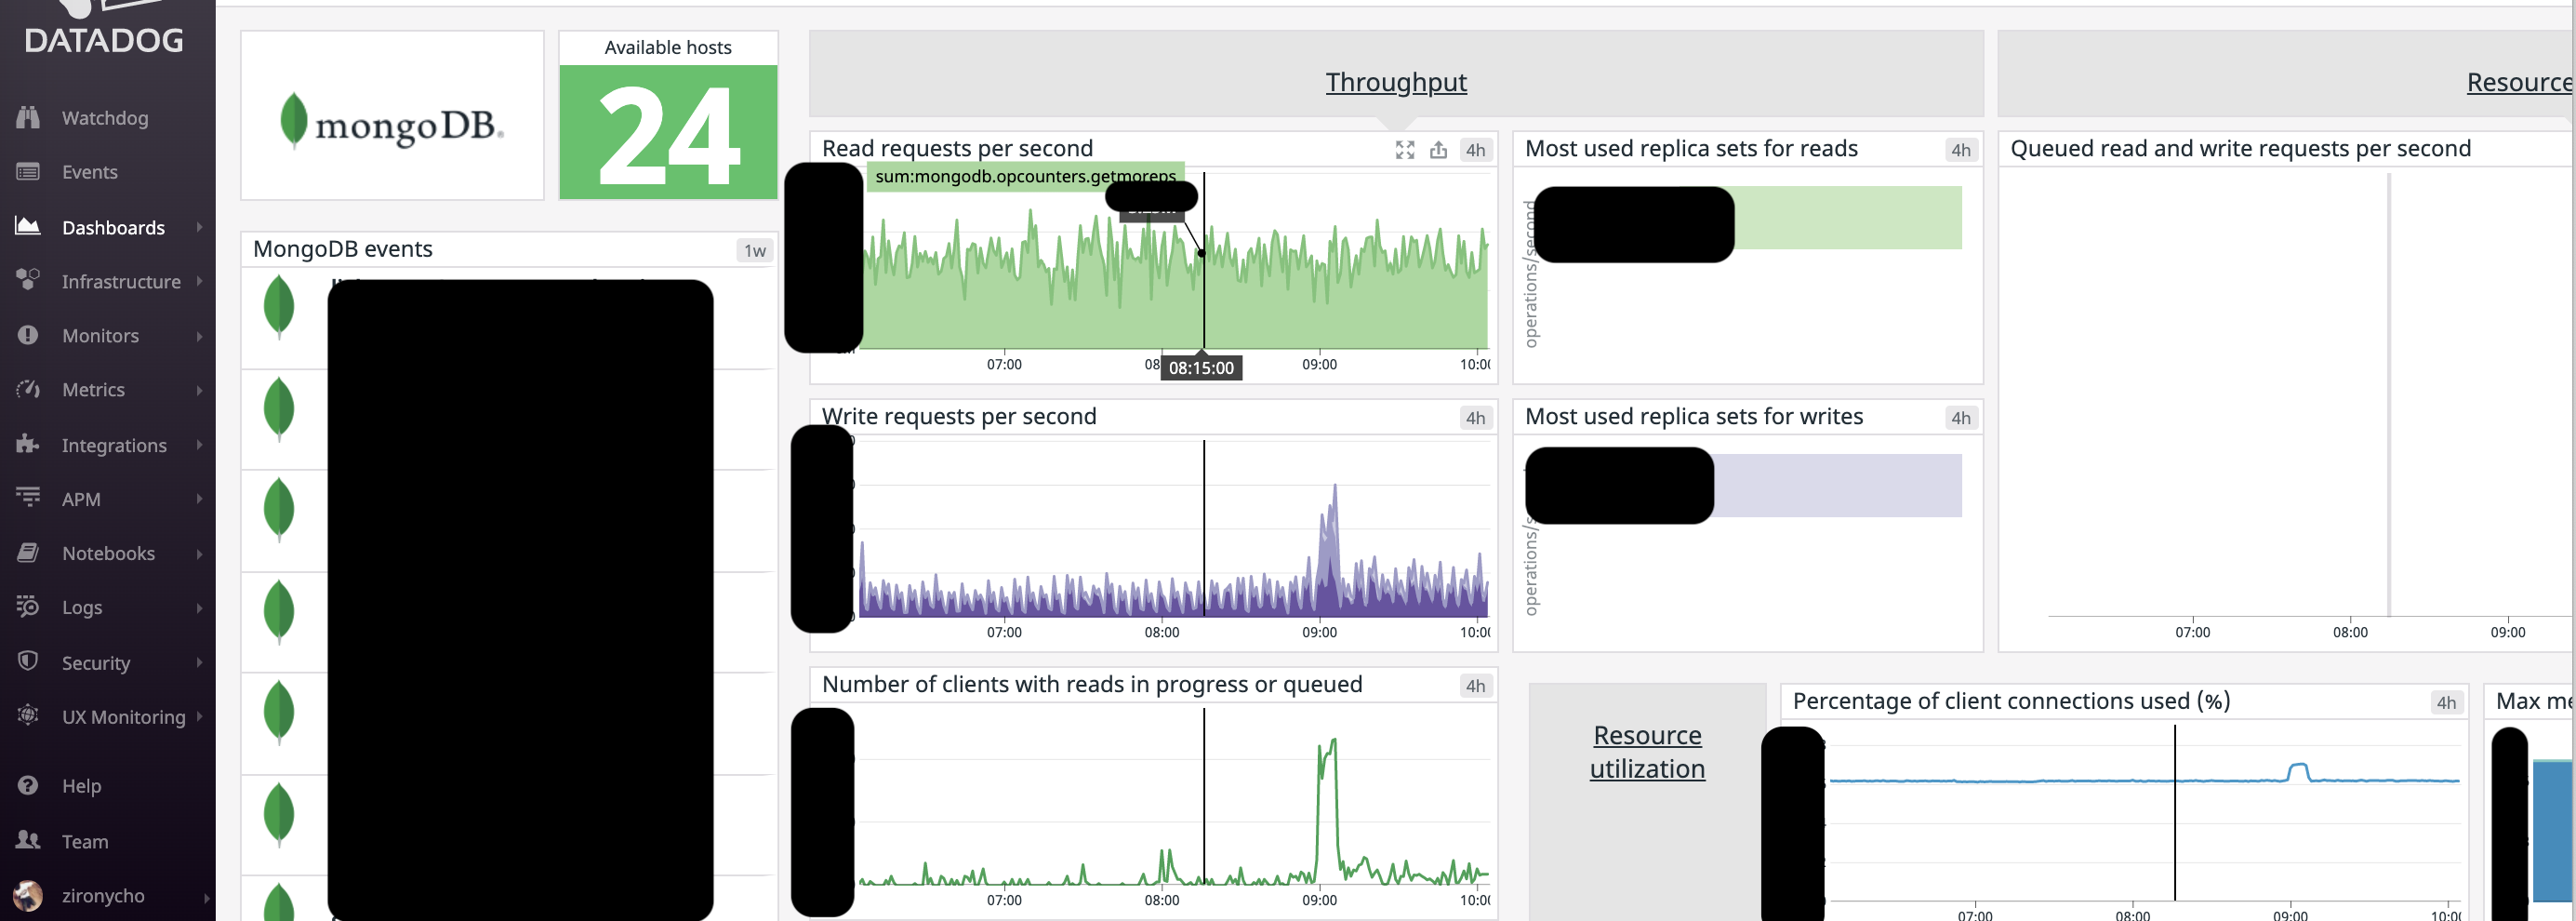 DATADOG
Watchdog
Events
Dashboards
Infrastructure
Monitors
Metrics
Integrations
APM
Notebooks
Logs
Security
UX Monitoring
Help
Team
zironycho
mongoDB.
Available hosts
24
MongoDB events
1w
Throughput
Read requests per second
4h
sum:mongodb.opcounters.getmoreps
07:00
08
08:15:00
09:00
10:00
Most used replica sets for reads
4h
operations/second
Write requests per second
4h
07:00
08:00
09:00
10:00
Most used replica sets for writes
4h
operations/s
Number of clients with reads in progress or queued
4h
07:00
08:00
09:00
10:00
Resource
Queued read and write requests per second
07:00
08:00
09:00
Resource
utilization
Percentage of client connections used (%)
4h
07:00
08:00
09:00
10:00
Max me